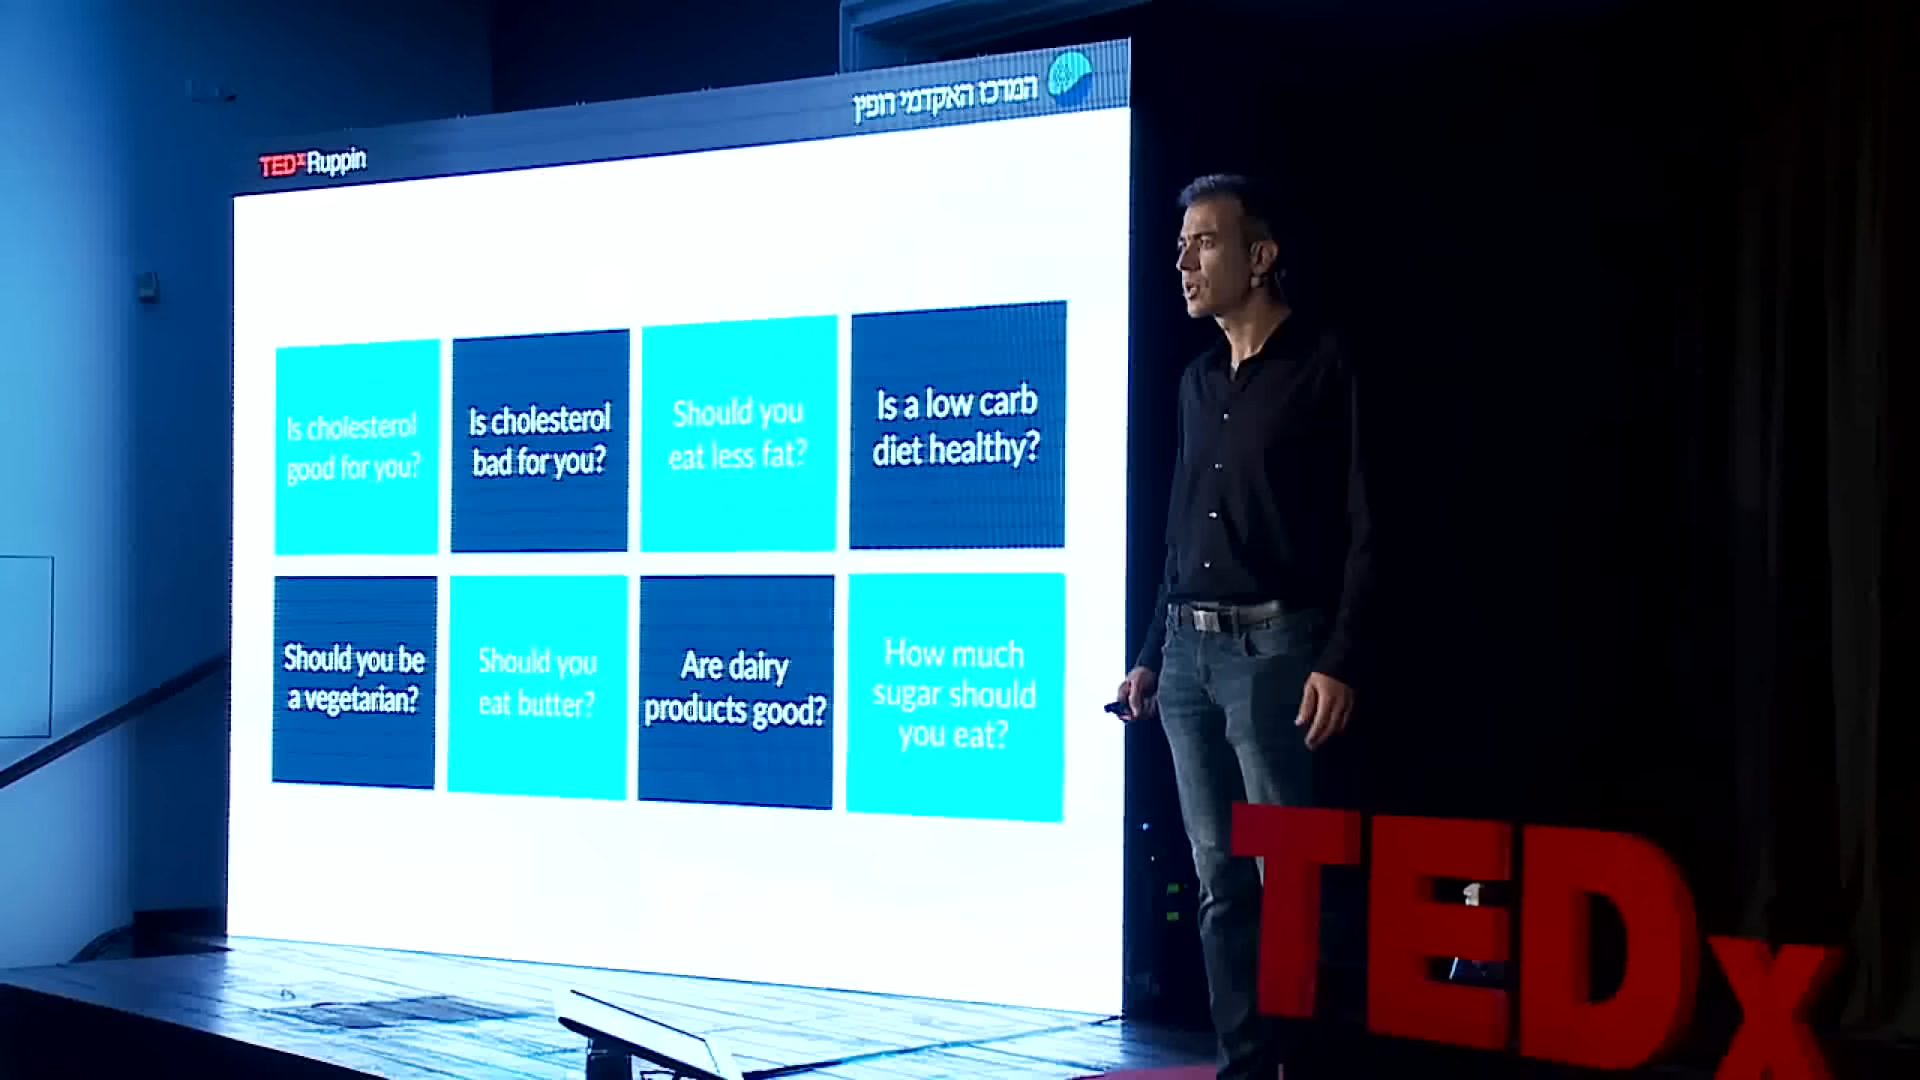 המרכז האקדמי רופין
TEDxRuppin
Is cholesterol
good for you?
Is cholesterol
bad for you?
Should you
eat less fat?
Is a low carb
diet healthy?
Should you be
a vegetarian?
Should you
eat butter?
Are dairy
products good?
How much
sugar should
you eat?
TEDx